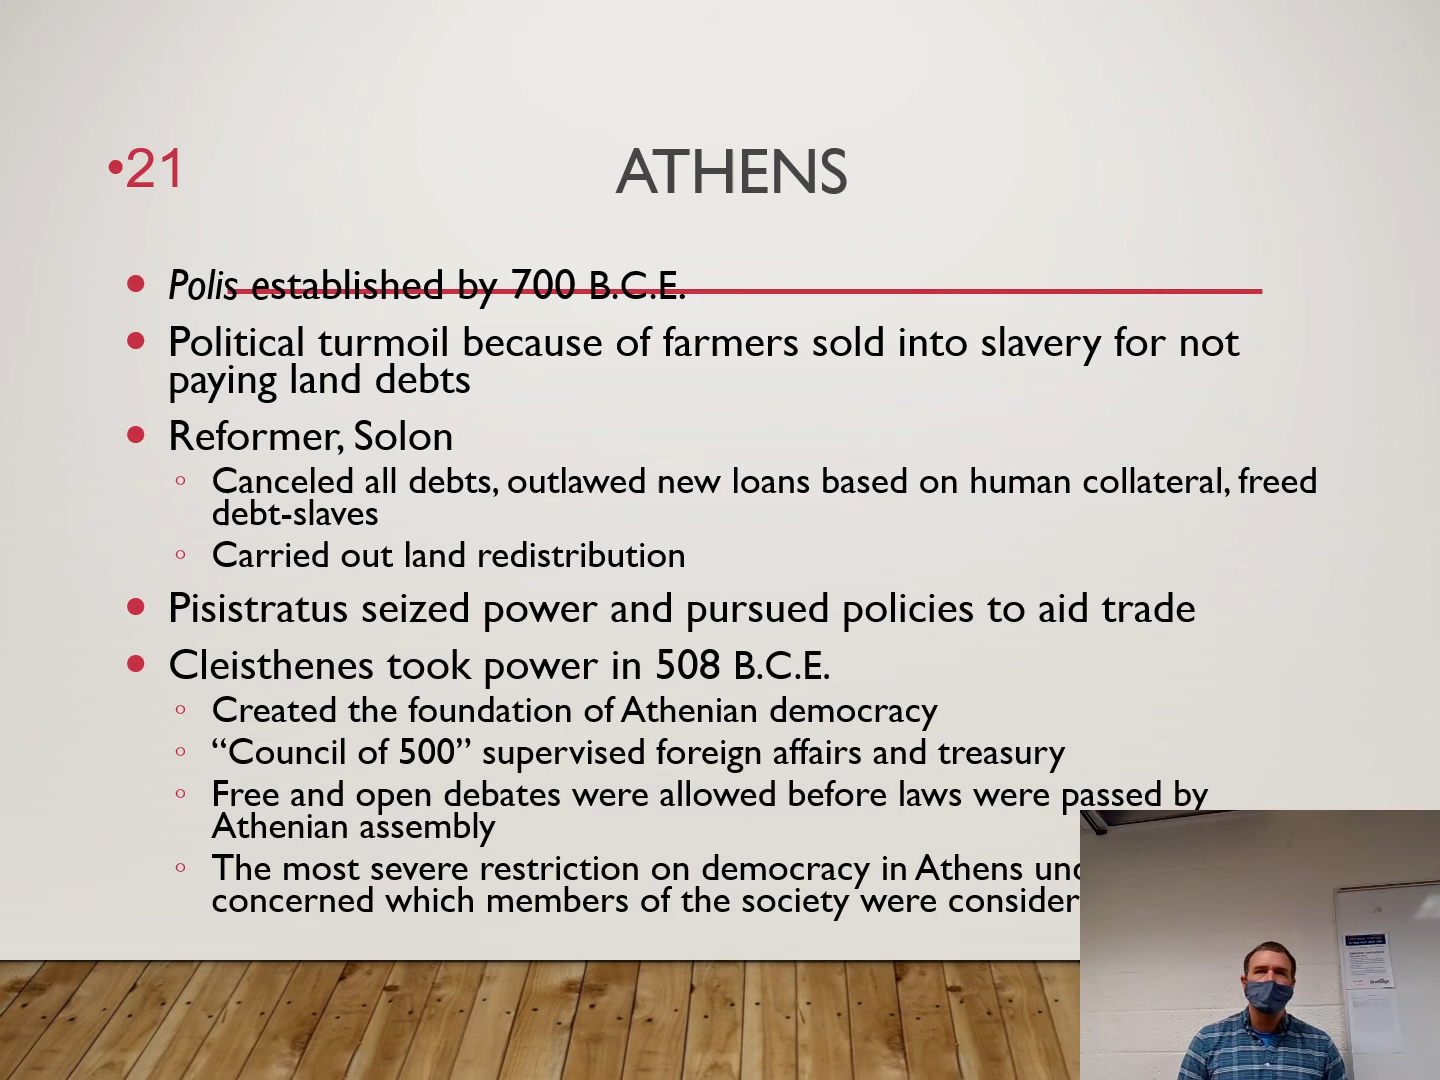 •21
ATHENS
• Polis established by 700 B.C.E.
• Political turmoil because of farmers sold into slavery for not
paying land debts
• Reformer, Solon
◦ Canceled all debts, outlawed new loans based on human collateral, freed
debt-slaves
◦ Carried out land redistribution
• Pisistratus seized power and pursued policies to aid trade
• Cleisthenes took power in 508 B.C.E.
◦ Created the foundation of Athenian democracy
◦ “Council of 500” supervised foreign affairs and treasury
◦ Free and open debates were allowed before laws were passed by
Athenian assembly
◦ The most severe restriction on democracy in Athens
concerned which members of the society were